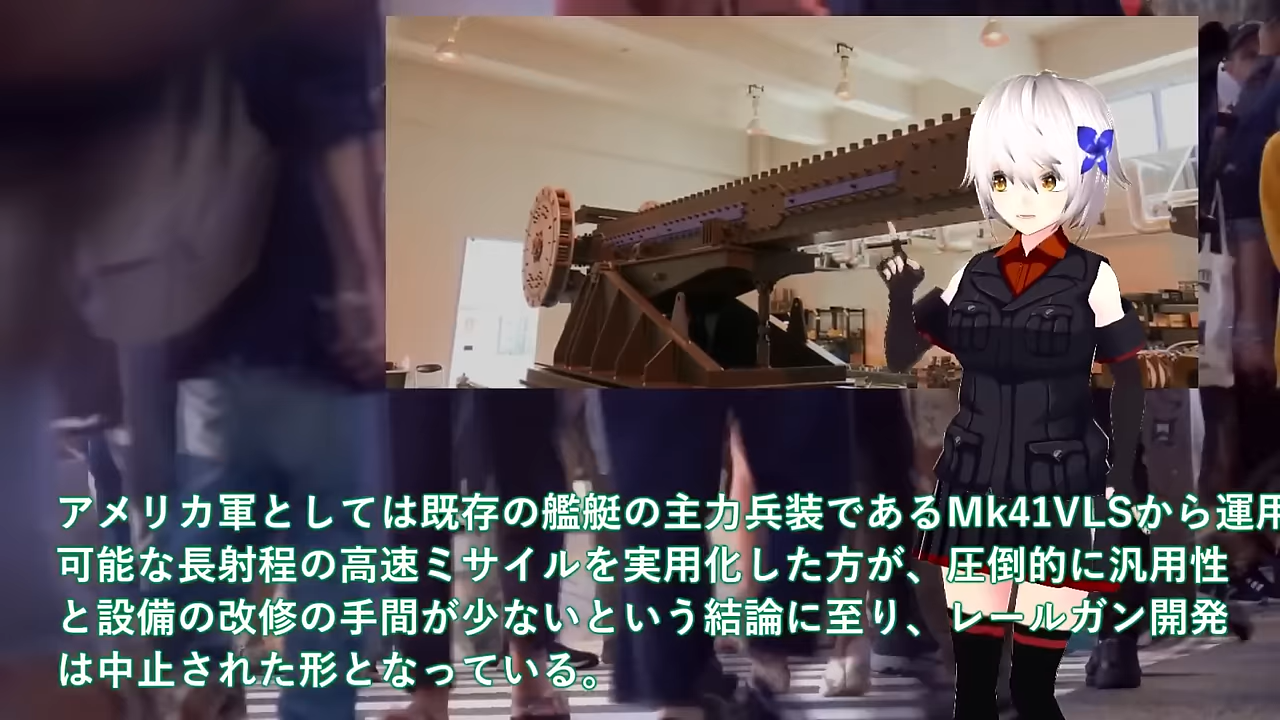 アメリカ軍としては既存の艦艇の主力兵装であるMk41VLSから運用
可能な長射程の高速ミサイルを実用化した方が、圧倒的に汎用性
と設備の改修の手間が少ないという結論に至り、レールガン開発
は中止された形となっている。